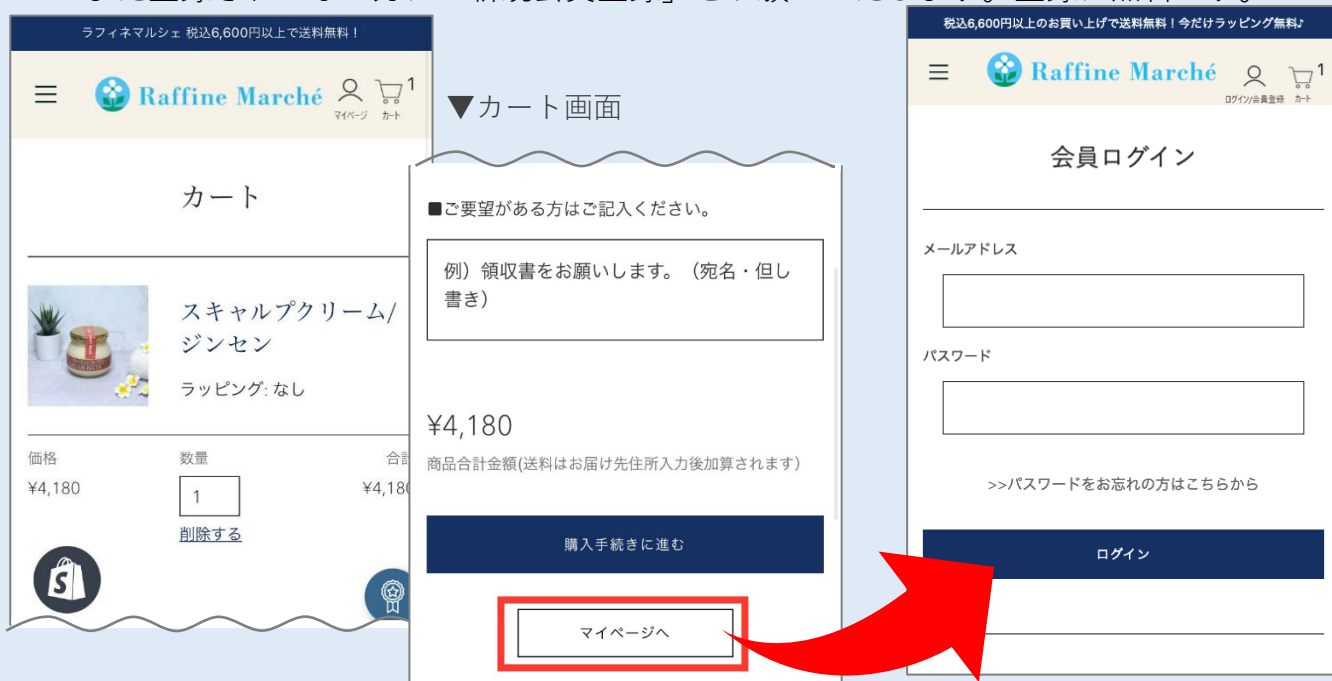 ラフィネマルシェ 税込6,600円以上で送料無料！
Raffine Marché
マイページ
カート
1
カート
スキャルプクリーム/
ジンセン
ラッピング: なし
価格
数量
¥4,180
1
¥4,180
削除する
▼カート画面
■ご要望がある方はご記入ください。
例）領収書をお願いします。（宛名・但し
書き）
¥4,180
商品合計金額(送料はお届け先住所入力後加算されます)
購入手続きに進む
マイページへ
税込6,600円以上のお買い上げで送料無料！今だけラッピング無料♪
Raffine Marché
ログイン/会員登録
カート
1
会員ログイン
メールアドレス
パスワード
>>パスワードをお忘れの方はこちらから
ログイン